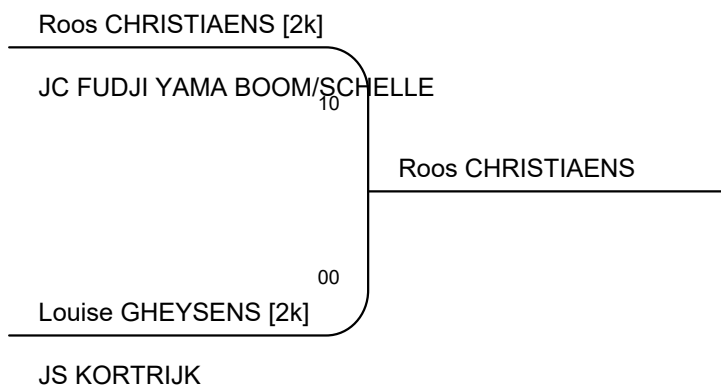 Roos CHRISTIAENS [2k]
JC FUDJI YAMA BOOM/SCHELLE
10
Roos CHRISTIAENS
00
Louise GHEYSENS [2k]
JS KORTRIJK